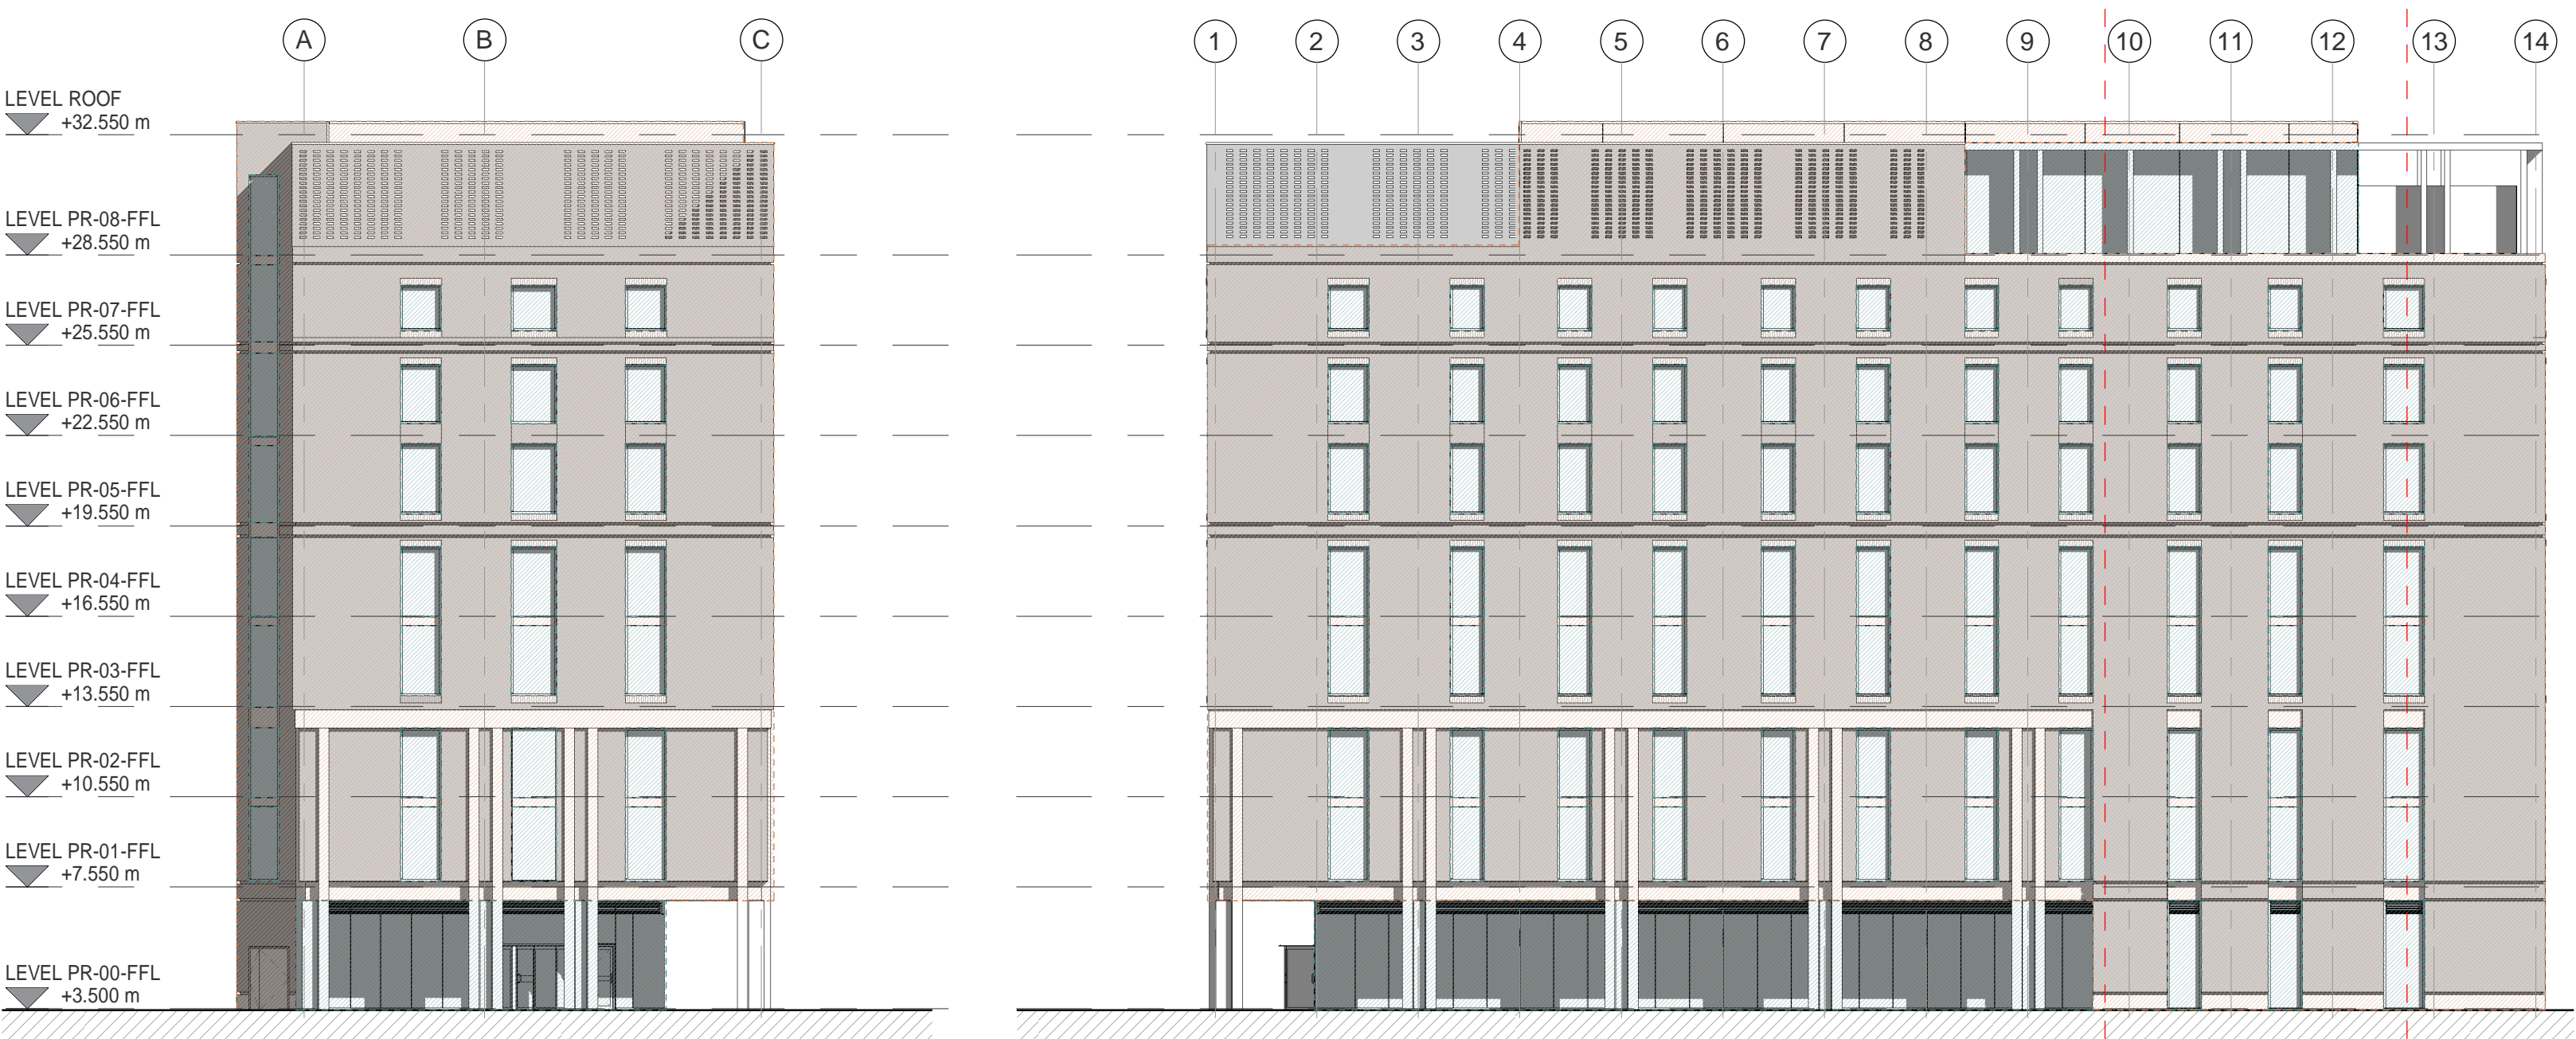 A B C 1 2 3 4 5 6 7 8 9 10 11 12 13 14
LEVEL ROOF
+32.550 m
LEVEL PR-08-FFL
+28.550 m
LEVEL PR-07-FFL
+25.550 m
LEVEL PR-06-FFL
+22.550 m
LEVEL PR-05-FFL
+19.550 m
LEVEL PR-04-FFL
+16.550 m
LEVEL PR-03-FFL
+13.550 m
LEVEL PR-02-FFL
+10.550 m
LEVEL PR-01-FFL
+7.550 m
LEVEL PR-00-FFL
+3.500 m